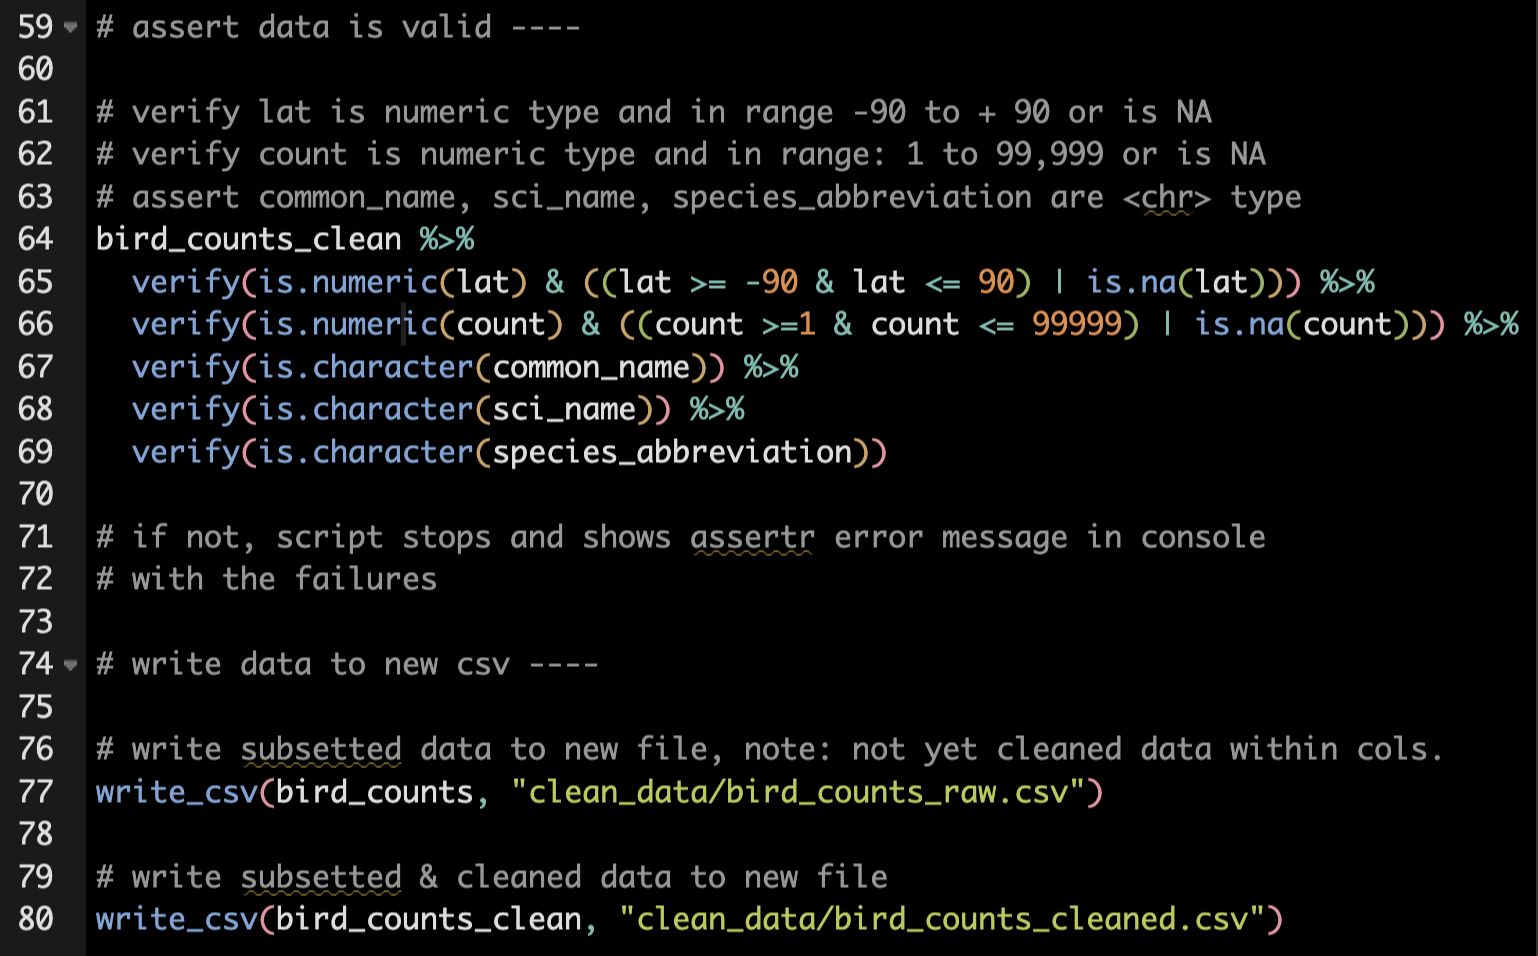 59 # assert data is valid ----
60
61 # verify lat is numeric type and in range -90 to + 90 or is NA
62 # verify count is numeric type and in range: 1 to 99,999 or is NA
63 # assert common_name, sci_name, species_abbreviation are <chr> type
64 bird_counts_clean %>%
65   verify(is.numeric(lat) & ((lat >= -90 & lat <= 90) | is.na(lat))) %>%
66   verify(is.numeric(count) & ((count >=1 & count <= 99999) | is.na(count))) %>%
67   verify(is.character(common_name)) %>%
68   verify(is.character(sci_name)) %>%
69   verify(is.character(species_abbreviation))
70
71 # if not, script stops and shows assertr error message in console
72 # with the failures
73
74 # write data to new csv ----
75
76 # write subsetted data to new file, note: not yet cleaned data within cols.
77 write_csv(bird_counts, "clean_data/bird_counts_raw.csv")
78
79 # write subsetted & cleaned data to new file
80 write_csv(bird_counts_clean, "clean_data/bird_counts_cleaned.csv")